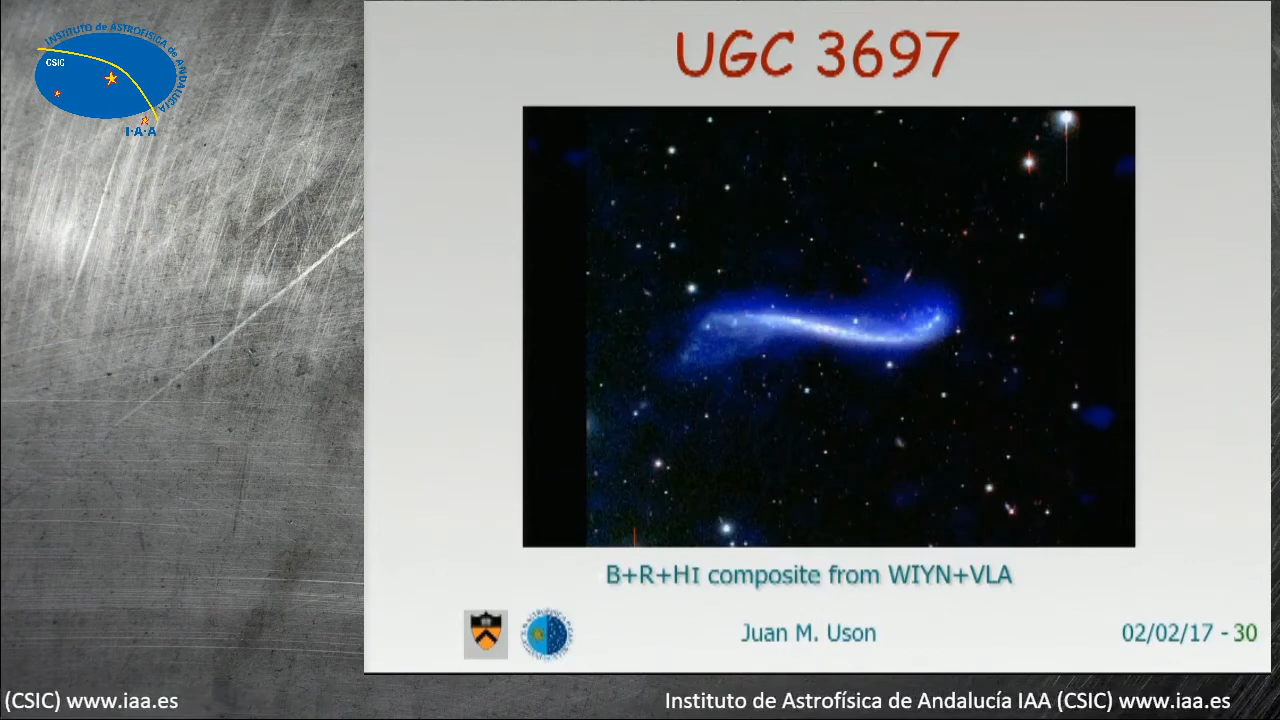 INSTITUTO de ASTROFÍSICA de ANDALUCÍA
CSIC
I·A·A
UGC 3697
B+R+HI composite from WIYN+VLA
Juan M. Uson
02/02/17 - 30
(CSIC) www.iaa.es
Instituto de Astrofísica de Andalucía IAA (CSIC) www.iaa.es